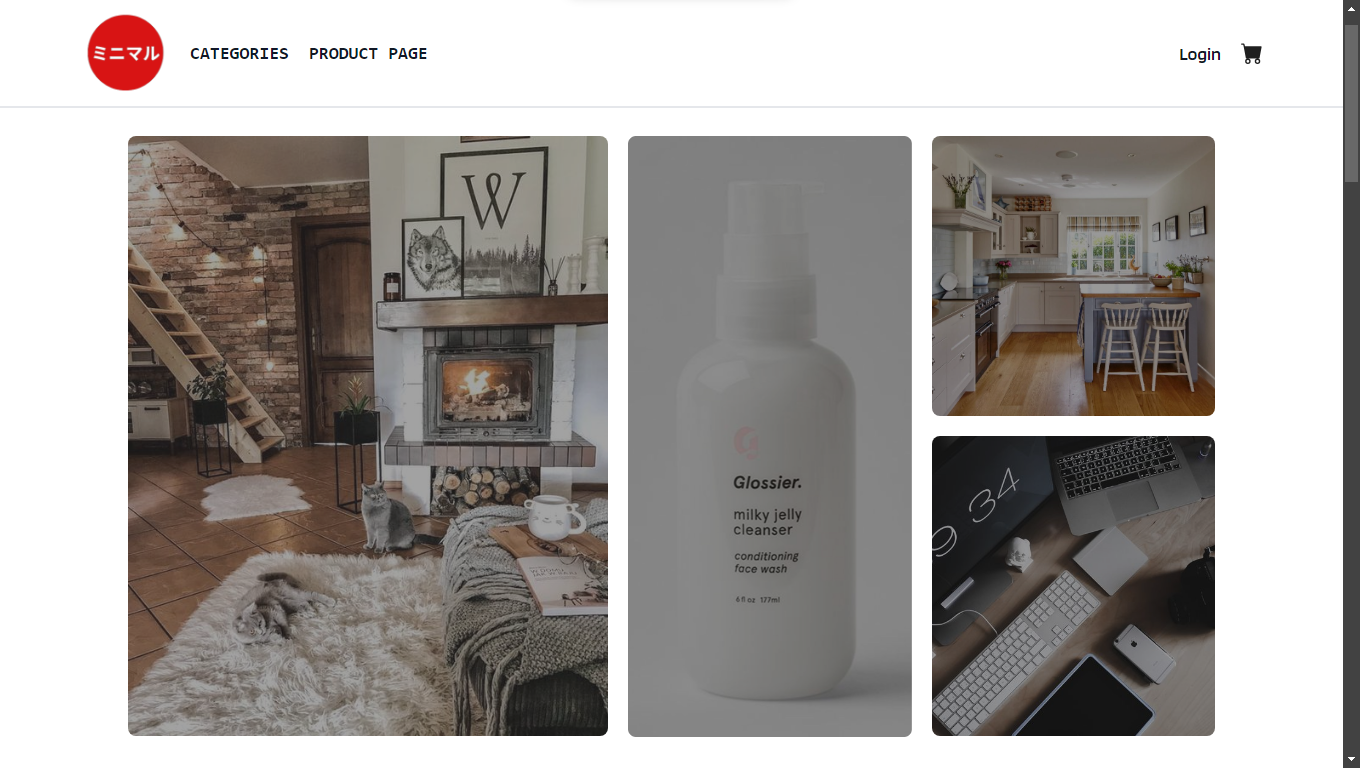 ミニマル
CATEGORIES PRODUCT PAGE
Login
W
Glossier.
milky jelly
cleanser
conditioning
face wash
6 fl oz 177ml
9 34